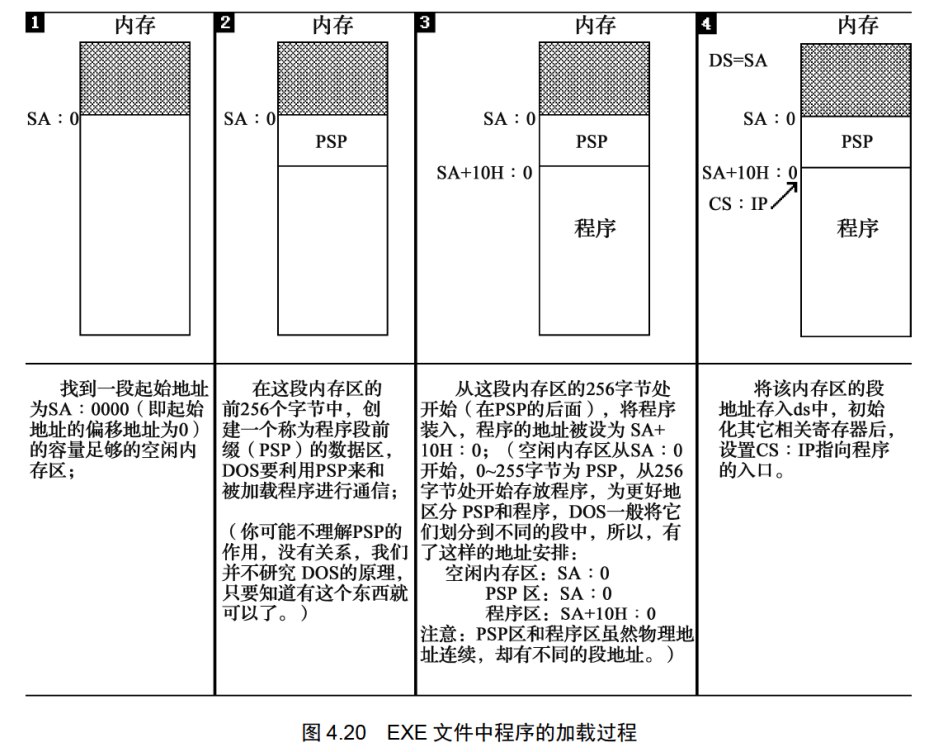 1 内存
SA：0
2 内存
SA：0
PSP
3 内存
SA：0
PSP
SA+10H：0
程序
4 内存
DS=SA
SA：0
PSP
SA+10H：0
CS：IP
程序
找到一段起始地址
为SA：0000（即起始
地址的偏移地址为0）
的容量足够的空闲内
存区；
在这段内存区的
前256个字节中，创
建一个称为程序段前
缀（PSP）的数据区，
DOS要利用PSP来和
被加载程序进行通信；
（你可能不理解PSP的
作用，没有关系，我们
并不研究 DOS的原理，
只要知道有这个东西就
可以了。）
从这段内存区的256字节处
开始（在PSP的后面），将程序
装入，程序的地址被设为 SA+
10H：0；（空闲内存区从SA：0
开始，0~255字节为 PSP，从256
字节处开始存放程序，为更好地
区分 PSP和程序，DOS一般将它
们划分到不同的段中，所以，有
了这样的地址安排：
空闲内存区：SA：0
PSP 区：SA：0
程序区：SA+10H：0
注意：PSP区和程序区虽然物理地
址连续，却有不同的段地址。）
将该内存区的段
地址存入ds中，初始
化其它相关寄存器后，
设置CS：IP指向程序
的入口。
图 4.20 EXE 文件中程序的加载过程